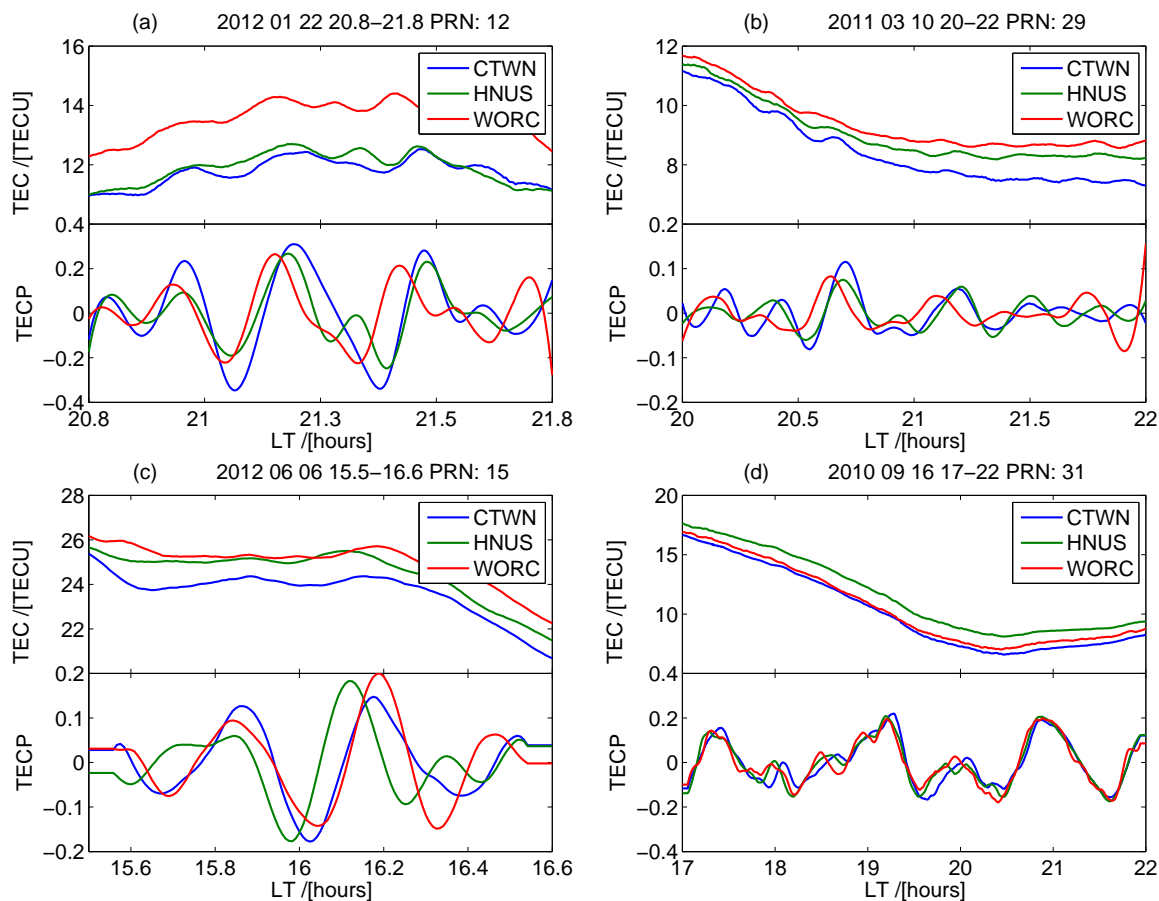 (a) 2012 01 22 20.8−21.8 PRN: 12
16
14
12
0.4
TEC /[TECU]
CTWN
HNUS
WORC
0.2
0
−0.2
−0.4
TECP
20.8 21 21.3 21.5 21.8
LT /[hours]
(b) 2011 03 10 20−22 PRN: 29
12
10
8
0.2
TEC /[TECU]
CTWN
HNUS
WORC
0.1
0
−0.1
−0.2
TECP
20 20.5 21 21.5 22
LT /[hours]
(c) 2012 06 06 15.5−16.6 PRN: 15
28
26
24
22
0.2
TEC /[TECU]
CTWN
HNUS
WORC
0.1
0
−0.1
−0.2
TECP
15.6 15.8 16 16.2 16.4 16.6
LT /[hours]
(d) 2010 09 16 17−22 PRN: 31
20
15
10
0.4
TEC /[TECU]
CTWN
HNUS
WORC
0.2
0
−0.2
−0.4
TECP
17 18 19 20 21 22
LT /[hours]